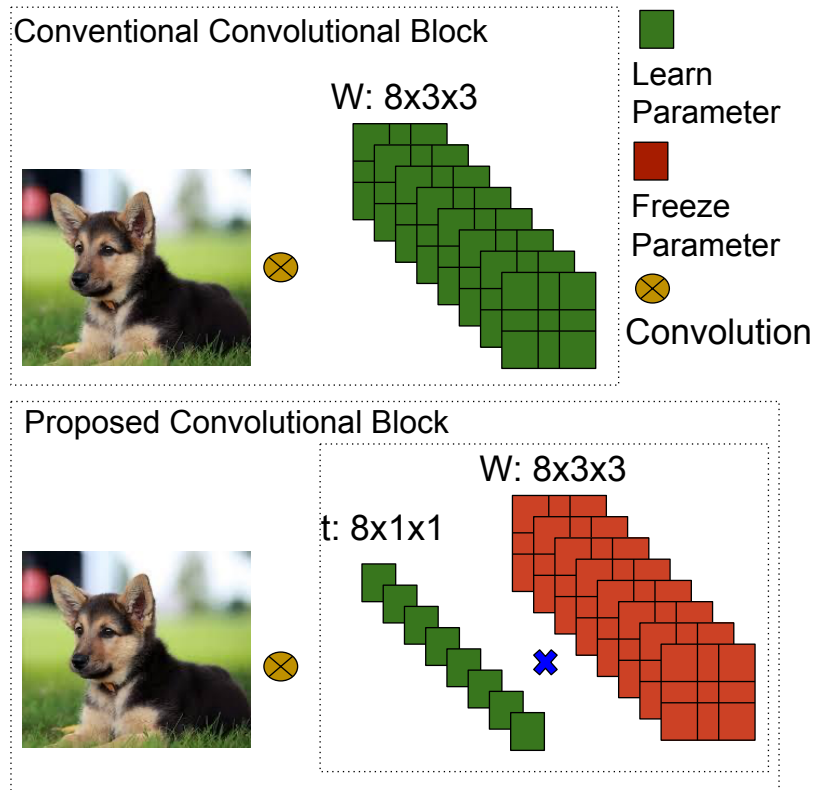 Conventional Convolutional Block
W: 8x3x3
Learn
Parameter
Freeze
Parameter
Convolution
Proposed Convolutional Block
W: 8x3x3
t: 8x1x1